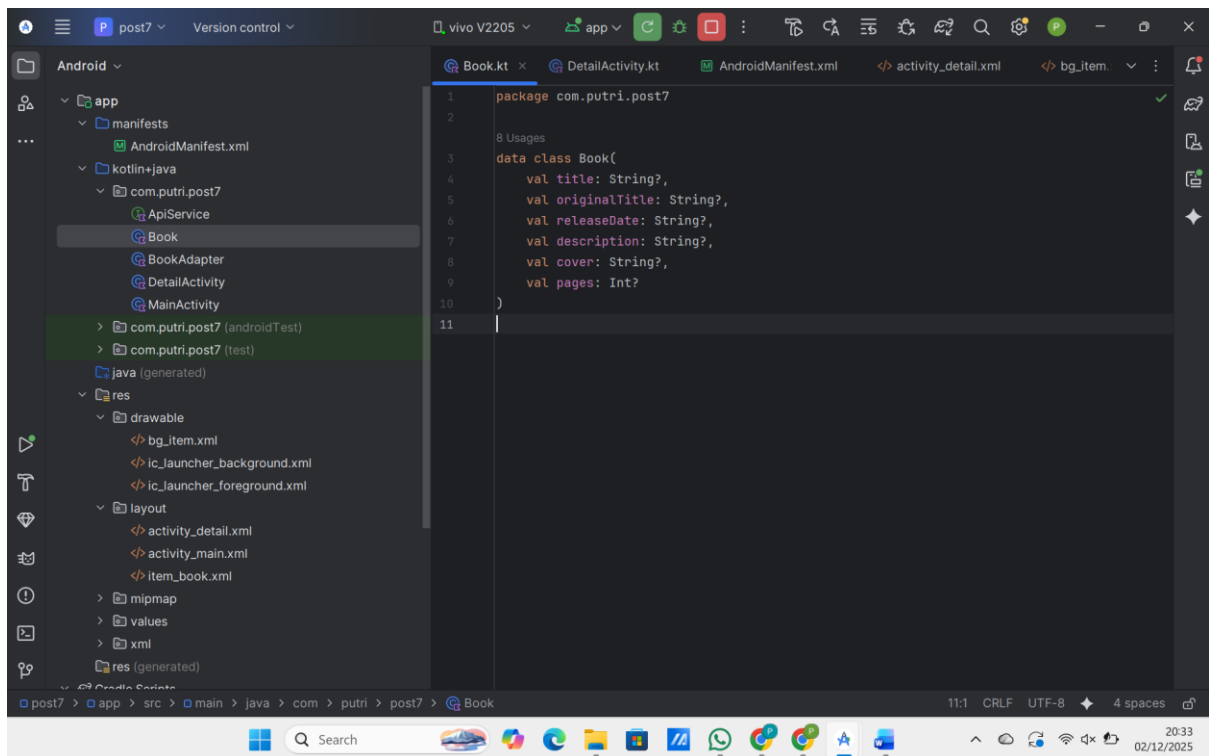 P post7 Version control vivo V2205 app P
Android
app
manifests
AndroidManifest.xml
kotlin+java
com.putri.post7
ApiService
Book
BookAdapter
DetailActivity
MainActivity
com.putri.post7 (androidTest)
com.putri.post7 (test)
java (generated)
res
drawable
bg_item.xml
ic_launcher_background.xml
ic_launcher_foreground.xml
layout
activity_detail.xml
activity_main.xml
item_book.xml
mipmap
values
xml
res (generated)
Book.kt DetailActivity.kt AndroidManifest.xml activity_detail.xml bg_item.
1 package com.putri.post7
2
8 Usages
3 data class Book(
4 val title: String?,
5 val originalTitle: String?,
6 val releaseDate: String?,
7 val description: String?,
8 val cover: String?,
9 val pages: Int?
10 )
11
post7 > app > src > main > java > com > putri > post7 > Book 11:1 CRLF UTF-8 4 spaces
Search
20:33
02/12/2025